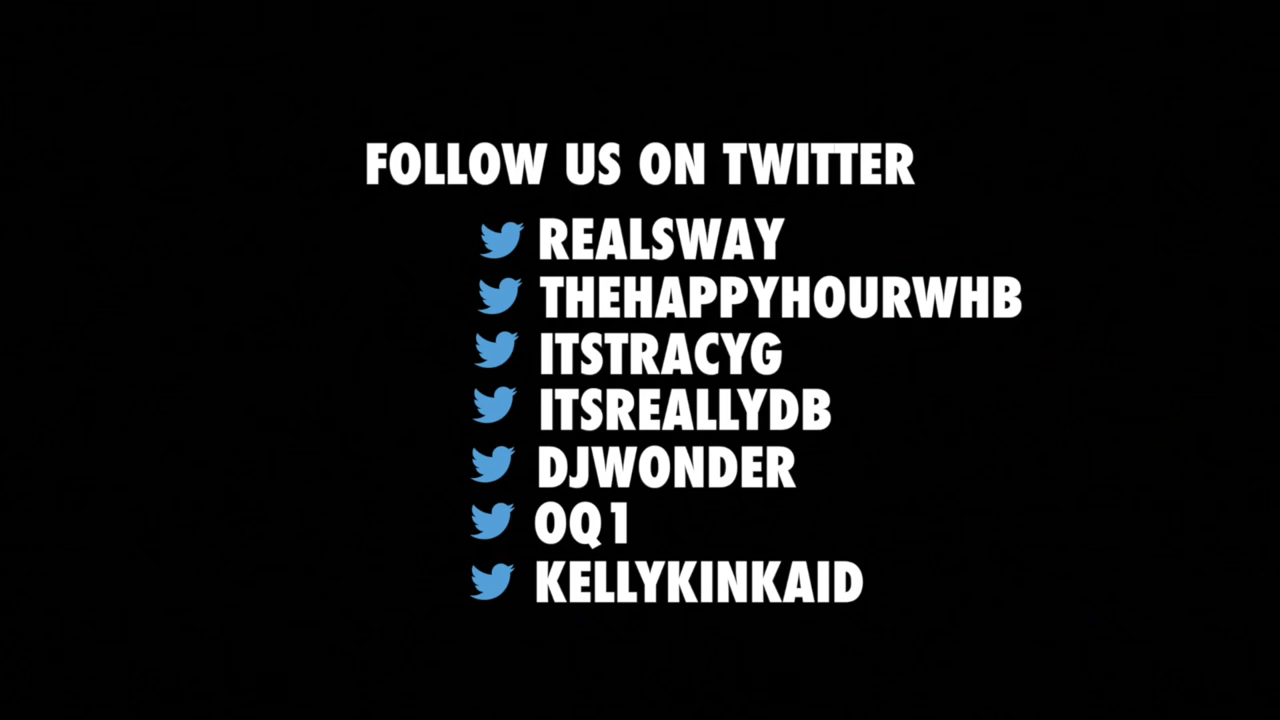 FOLLOW US ON TWITTER
REALSWAY
THEHAPPYHOURWHB
ITSTRACYG
ITSREALLYDB
DJWONDER
OQ1
KELLYKINKAID